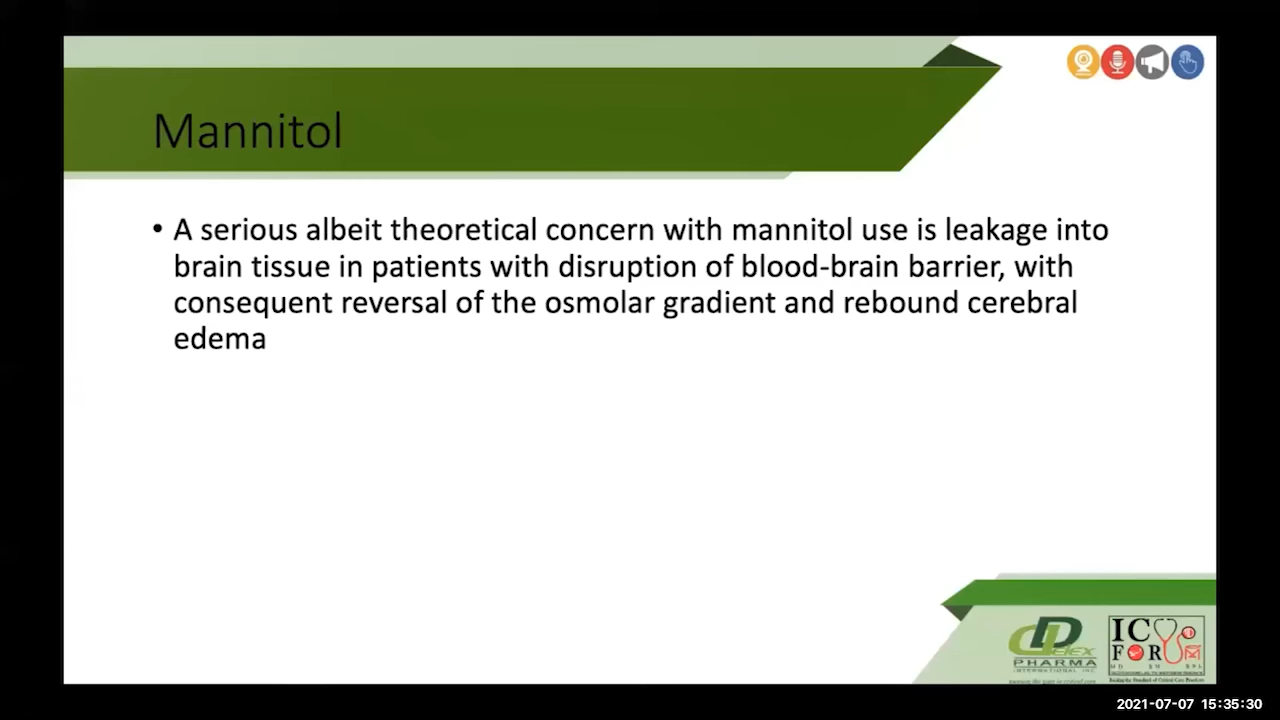 Mannitol
• A serious albeit theoretical concern with mannitol use is leakage into
brain tissue in patients with disruption of blood-brain barrier, with
consequent reversal of the osmolar gradient and rebound cerebral
edema
PHARMA
INTERNATIONAL INC
IC
FOR
2021-07-07 15:35:30